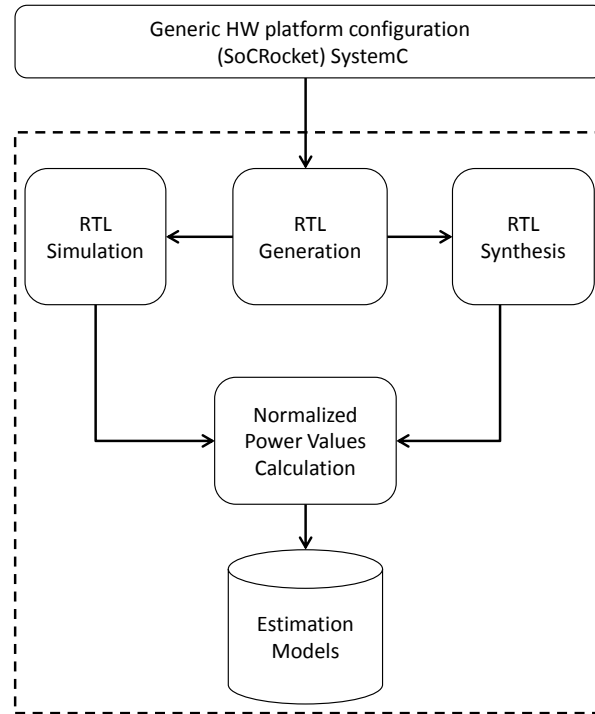 Generic HW platform configuration
(SoCRocket) SystemC
RTL
Simulation
RTL
Generation
RTL
Synthesis
Normalized
Power Values
Calculation
Estimation
Models